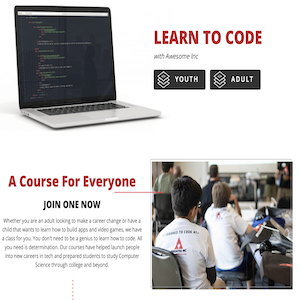 LEARN TO CODE
with Awesome Inc
YOUTH
ADULT
A Course For Everyone
JOIN ONE NOW
Whether you are an adult looking to make a career change or have a
child that wants to learn how to build apps and video games, we have
a class for you. You don't need to be a genius to learn how to code. All
you need is determination. Our courses have helped launch people
into new careers in tech and prepared students to study Computer
Science through college and beyond.